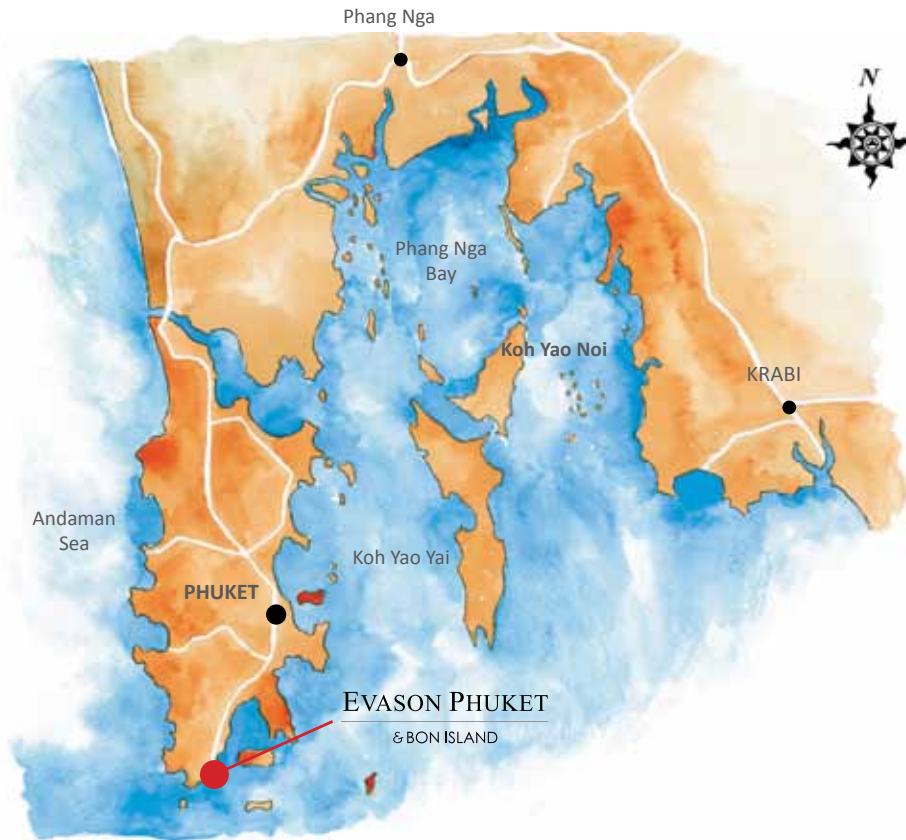 Phang Nga
N
Phang Nga
Bay
Koh Yao Noi
KRABI
Andaman
Sea
Koh Yao Yai
PHUKET
EVASON PHUKET
& BON ISLAND